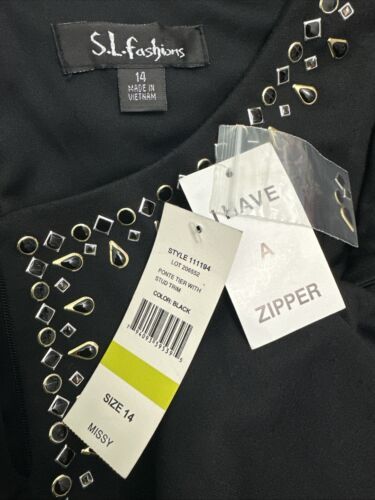 S.L. fashions
14
MADE IN
VIETNAM
I HAVE
A
ZIPPER
STYLE 111194
LOT 206552
PONTE TIER WITH
STUD TRIM
COLOR: BLACK
SIZE 14
MISSY